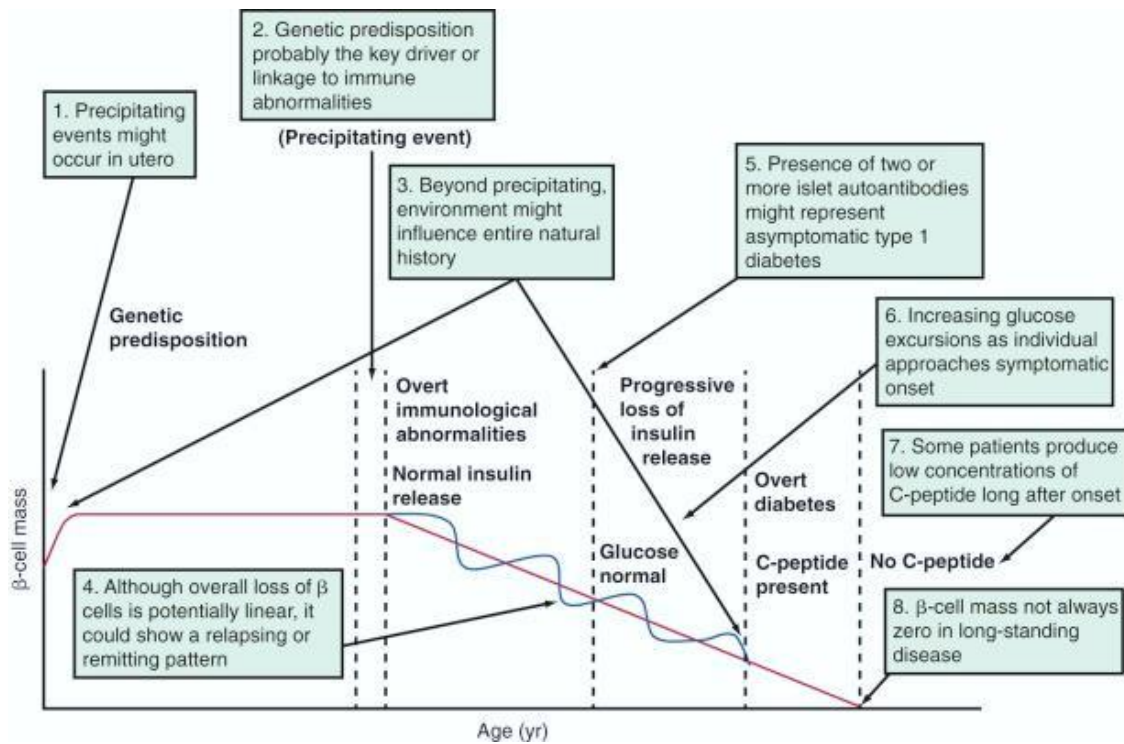 2. Genetic predisposition
probably the key driver or
linkage to immune
abnormalities
(Precipitating event)
1. Precipitating
events might
occur in utero
3. Beyond precipitating,
environment might
influence entire natural
history
5. Presence of two or
more islet autoantibodies
might represent
asymptomatic type 1
diabetes
Genetic
predisposition
6. Increasing glucose
excursions as individual
approaches symptomatic
onset
Overt
immunological
abnormalities
Normal insulin
release
Progressive
loss of
insulin
release
7. Some patients produce
low concentrations of
C-peptide long after onset
Overt
diabetes
Glucose
normal
C-peptide
present
No C-peptide
4. Although overall loss of β
cells is potentially linear, it
could show a relapsing or
remitting pattern
8. β-cell mass not always
zero in long-standing
disease
β-cell mass
Age (yr)